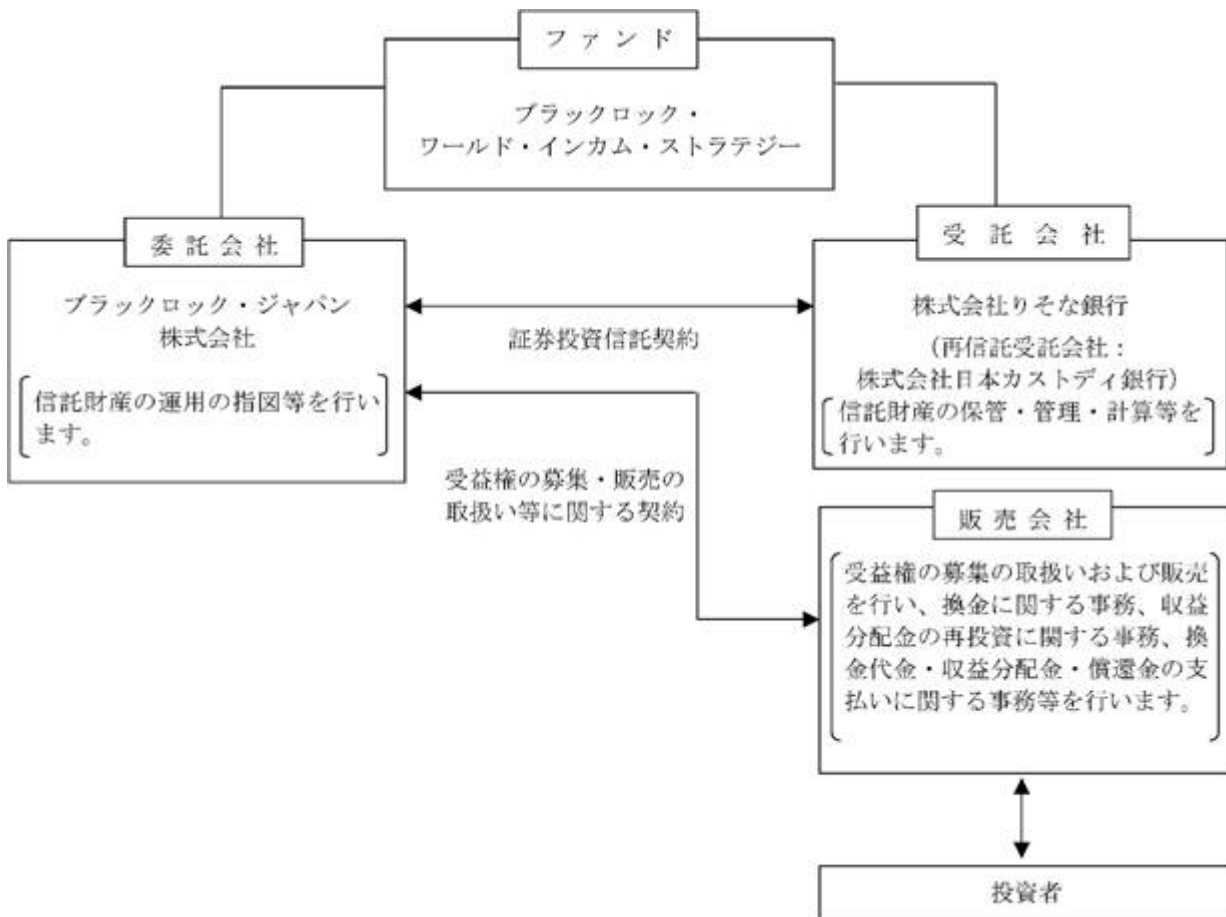 ファンド
ブラックロック・
ワールド・インカム・ストラテジー
委託会社
ブラックロック・ジャパン
株式会社
信託財産の運用の指図等を行い
ます。
証券投資信託契約
受託会社
株式会社りそな銀行
（再信託受託会社：
株式会社日本カストディ銀行）
信託財産の保管・管理・計算等を
行います。
受益権の募集・販売の
取扱い等に関する契約
販売会社
受益権の募集の取扱いおよび販売
を行い、換金に関する事務、収益
分配金の再投資に関する事務、換
金代金・収益分配金・償還金の支
払いに関する事務等を行います。
投資者